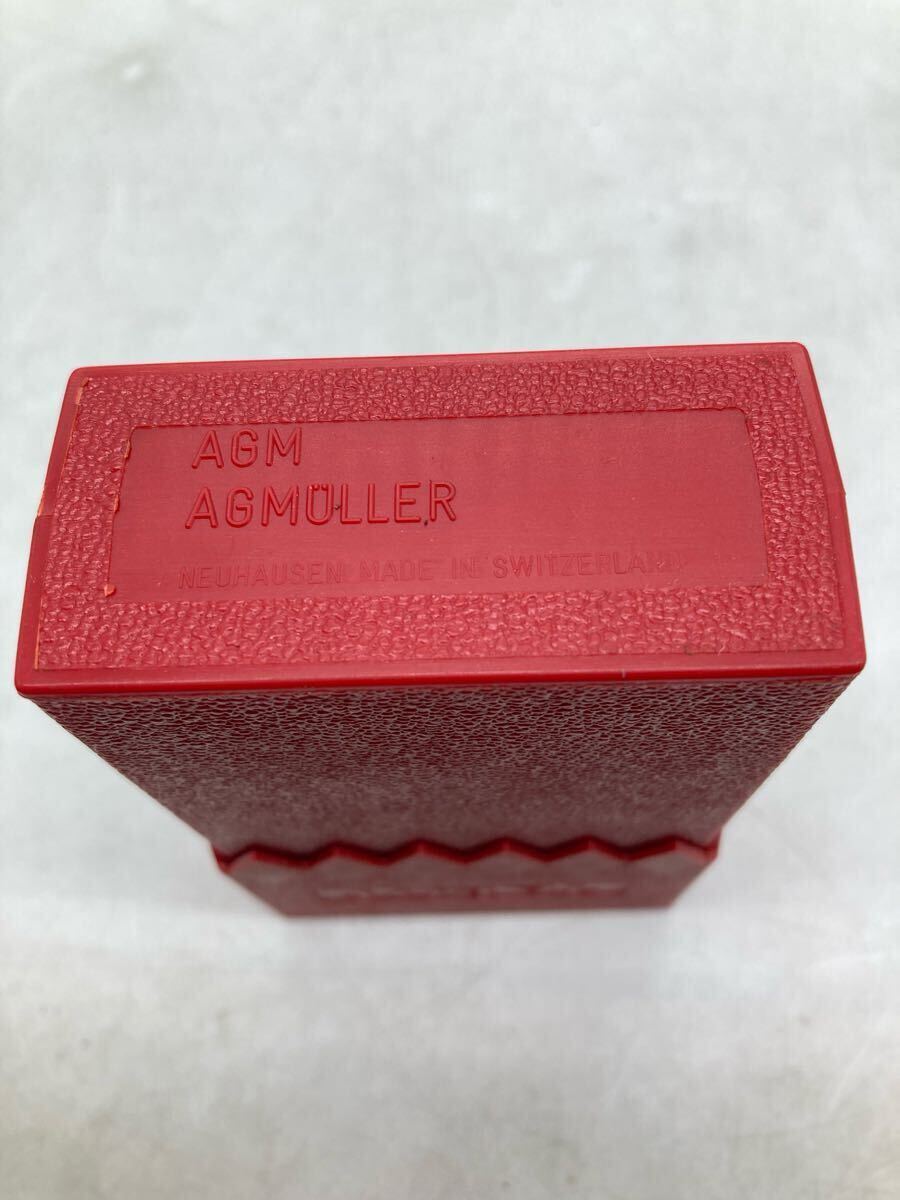 AGM
AGMÜLLER
NEUHAUSEN MADE IN SWITZERLAND